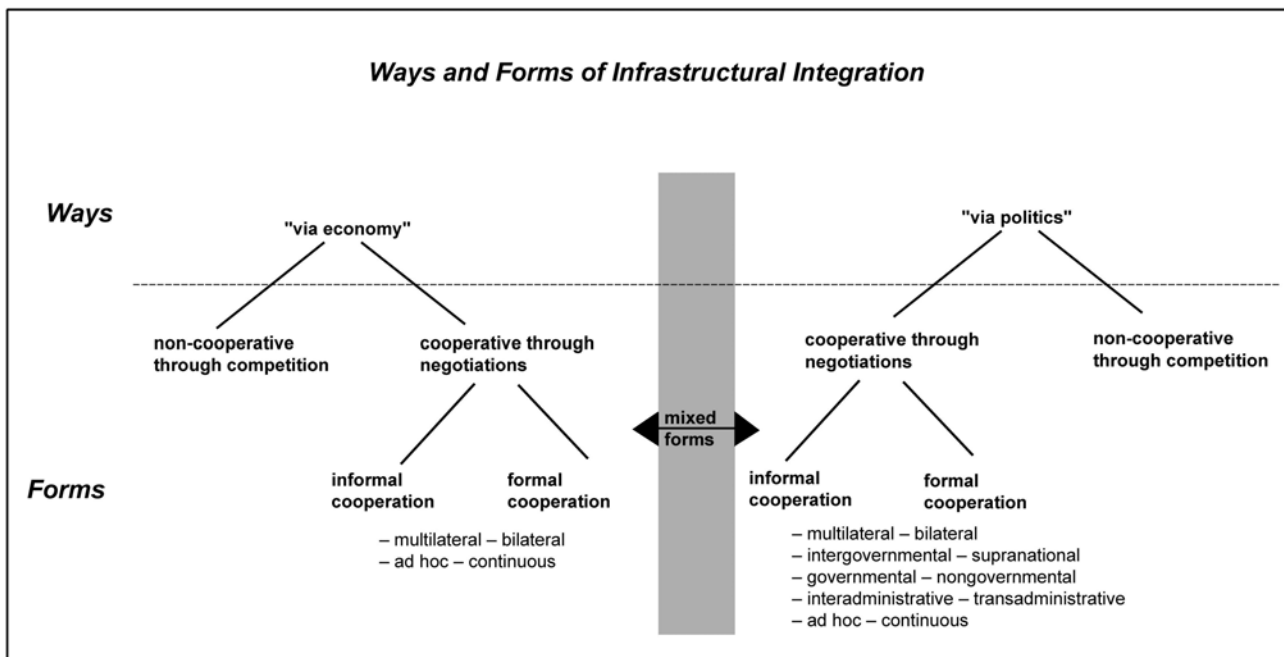 Ways and Forms of Infrastructural Integration
Ways
"via economy"
"via politics"
non-cooperative
through competition
cooperative through
negotiations
cooperative through
negotiations
non-cooperative
through competition
mixed
forms
Forms
informal
cooperation
formal
cooperation
– multilateral – bilateral
– ad hoc – continuous
informal
cooperation
formal
cooperation
– multilateral – bilateral
– intergovernmental – supranational
– governmental – nongovernmental
– interadministrative – transadministrative
– ad hoc – continuous